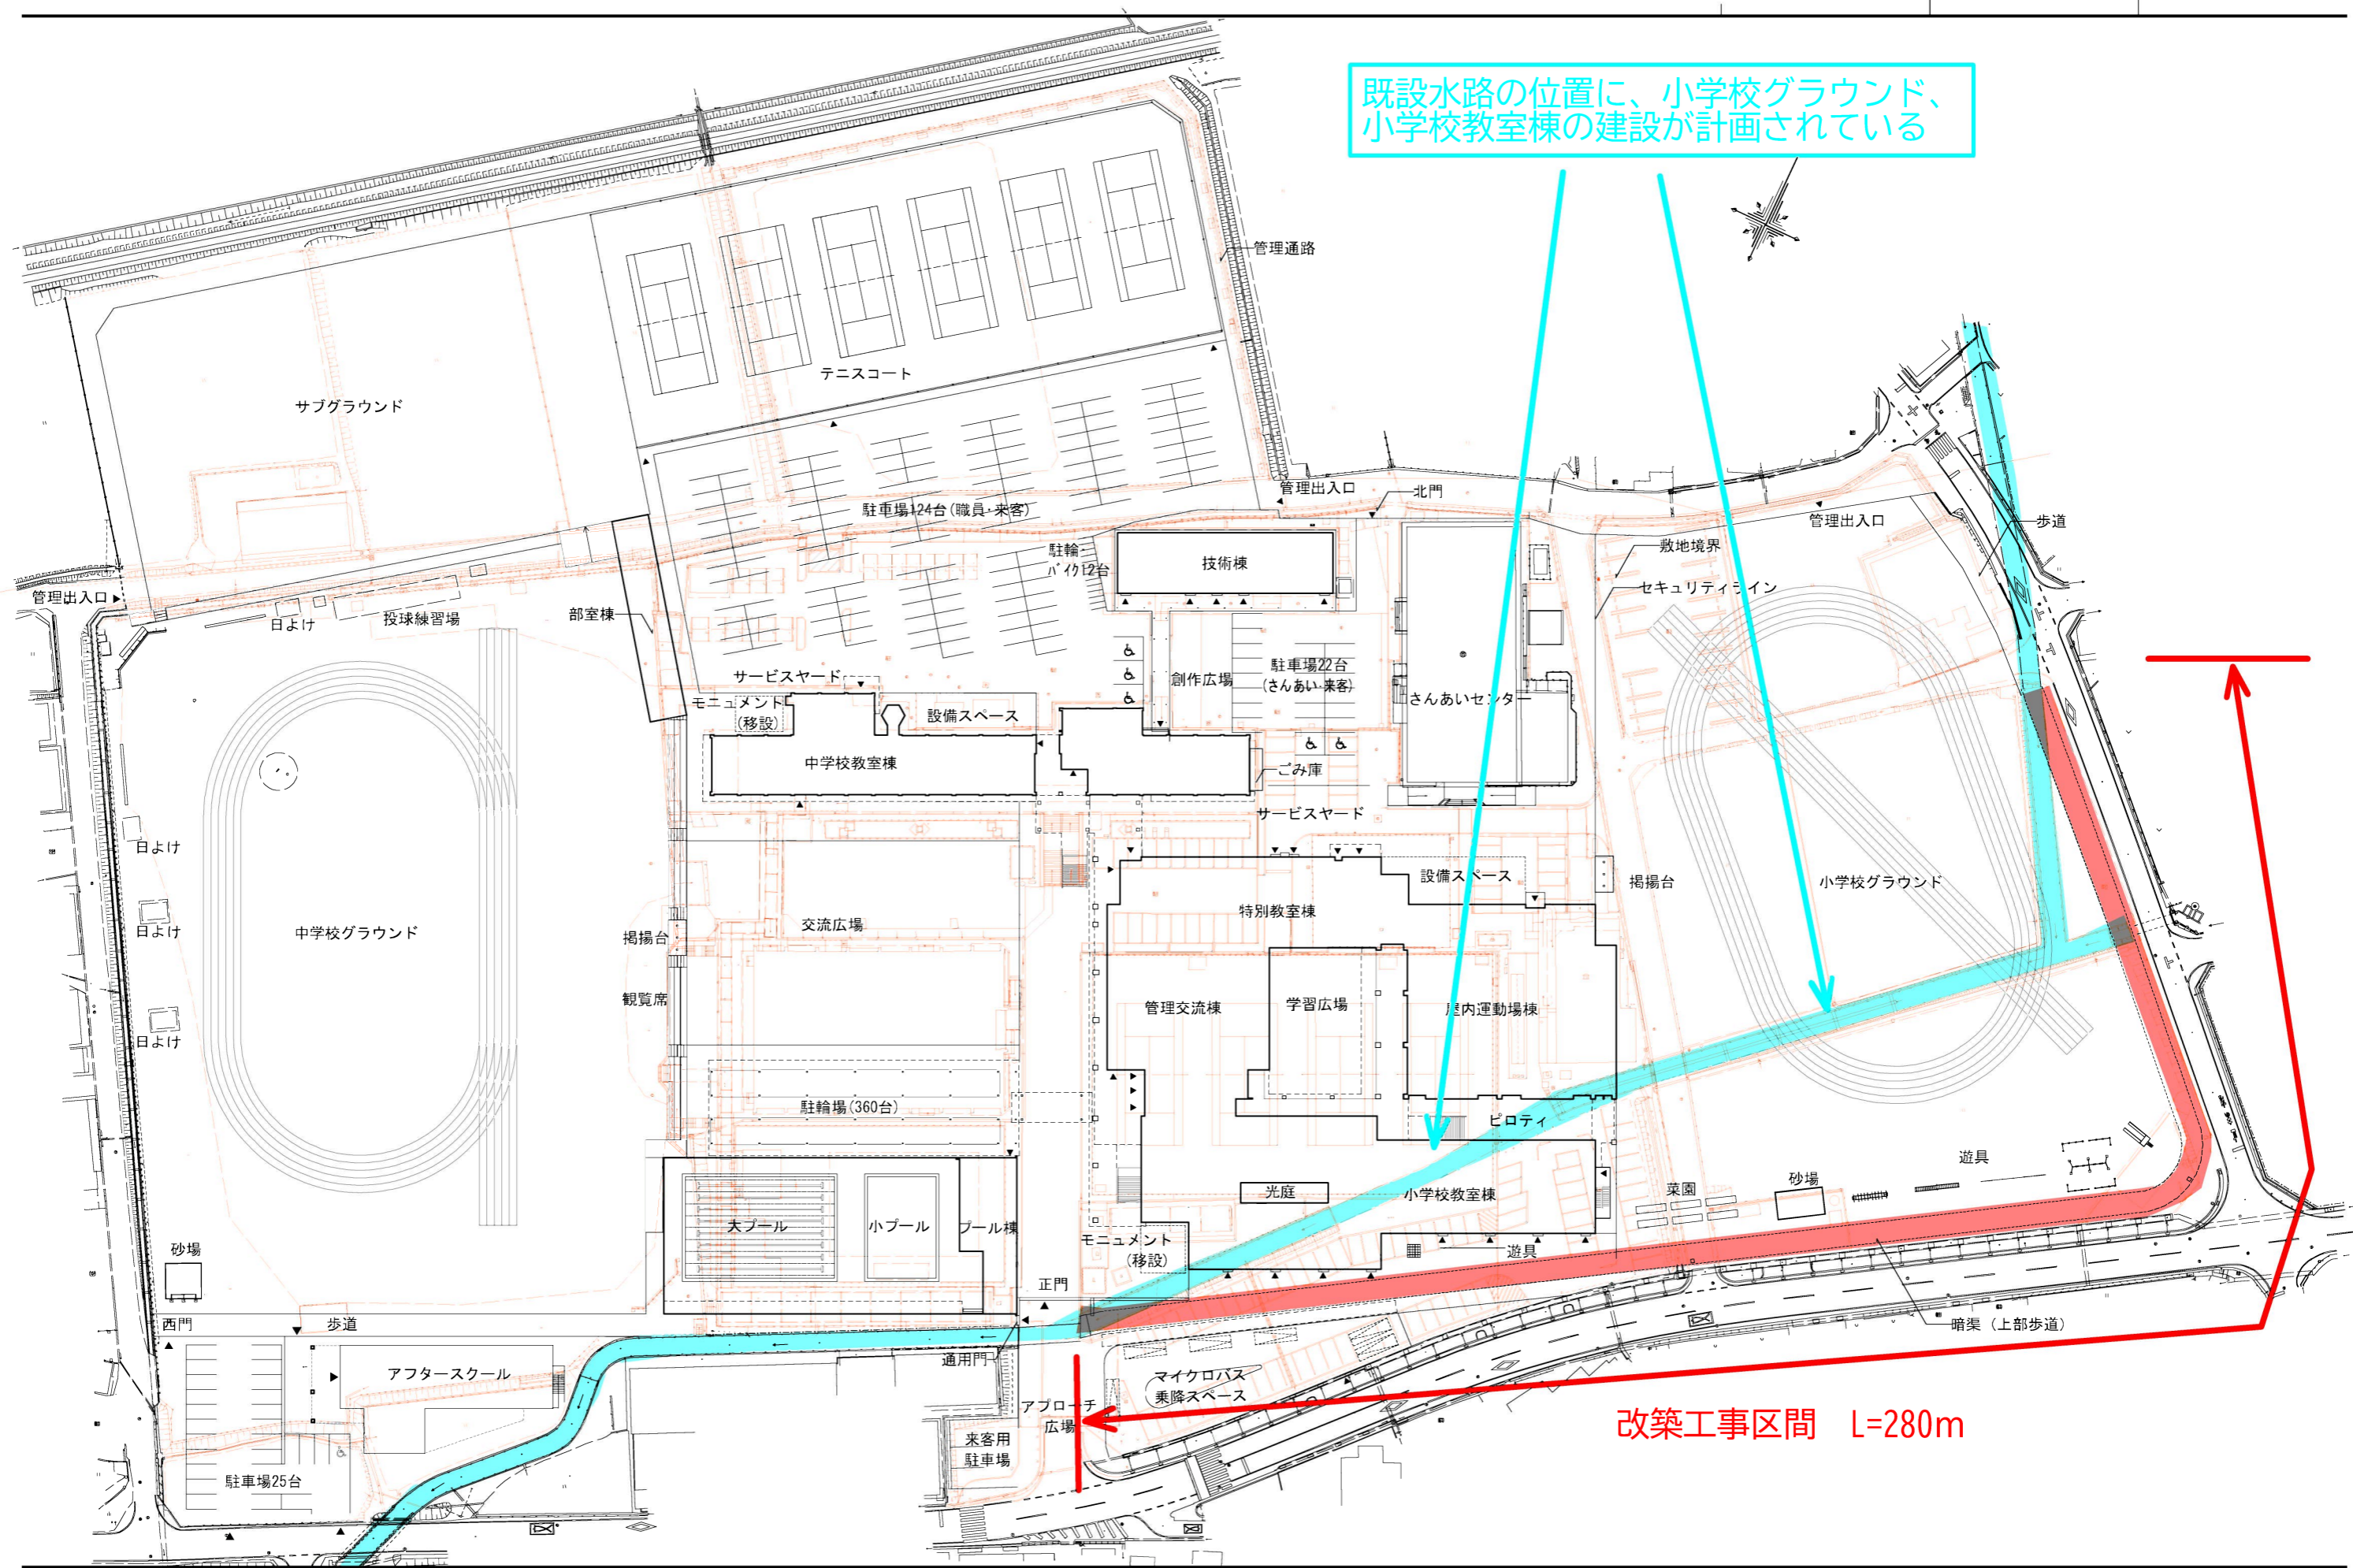 既設水路の位置に、小学校グラウンド、
小学校教室棟の建設が計画されている
管理通路
テニスコート
サブグラウンド
管理出入口
北門
駐車場124台(職員・来客)
管理出入口
歩道
敷地境界
駐輪・
バイク12台
技術棟
セキュリティライン
管理出入口
日よけ
投球練習場
部室棟
サービスヤード
創作広場
駐車場22台
(さんあい・来客)
さんあいセンター
モニュメント
(移設)
設備スペース
中学校教室棟
ごみ庫
サービスヤード
日よけ
設備スペース
掲揚台
小学校グラウンド
特別教室棟
日よけ
中学校グラウンド
掲揚台
交流広場
観覧席
管理交流棟
学習広場
屋内運動場棟
日よけ
駐輪場(360台)
ピロティ
遊具
砂場
菜園
光庭
小学校教室棟
大プール
小プール
プール棟
モニュメント
(移設)
遊具
砂場
正門
西門
歩道
暗渠（上部歩道）
通用門
アフタースクール
マイクロバス
乗降スペース
アプローチ
広場
改築工事区間　L=280m
来客用
駐車場
駐車場25台